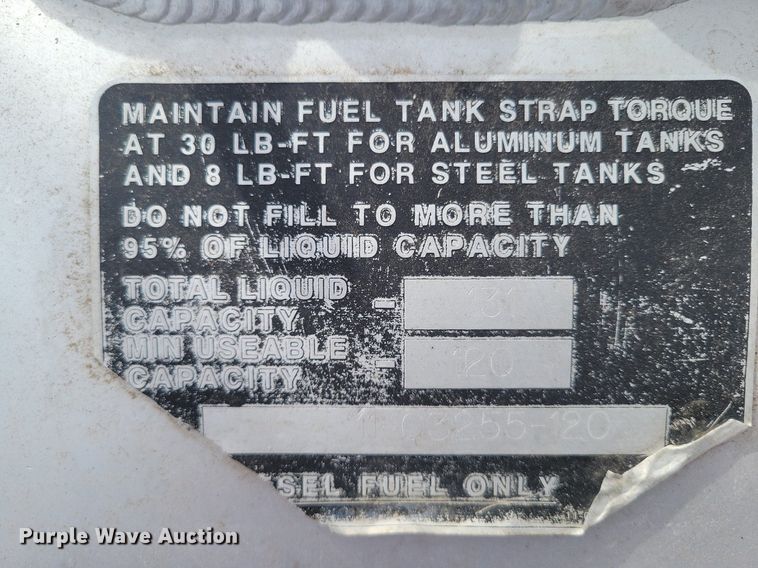 MAINTAIN FUEL TANK STRAP TORQUE
AT 30 LB-FT FOR ALUMINUM TANKS
AND 8 LB-FT FOR STEEL TANKS
DO NOT FILL TO MORE THAN
95% OF LIQUID CAPACITY
TOTAL LIQUID
CAPACITY - 131
MIN USEABLE
CAPACITY - 120
03255-120
SEL FUEL ONLY
Purple Wave Auction